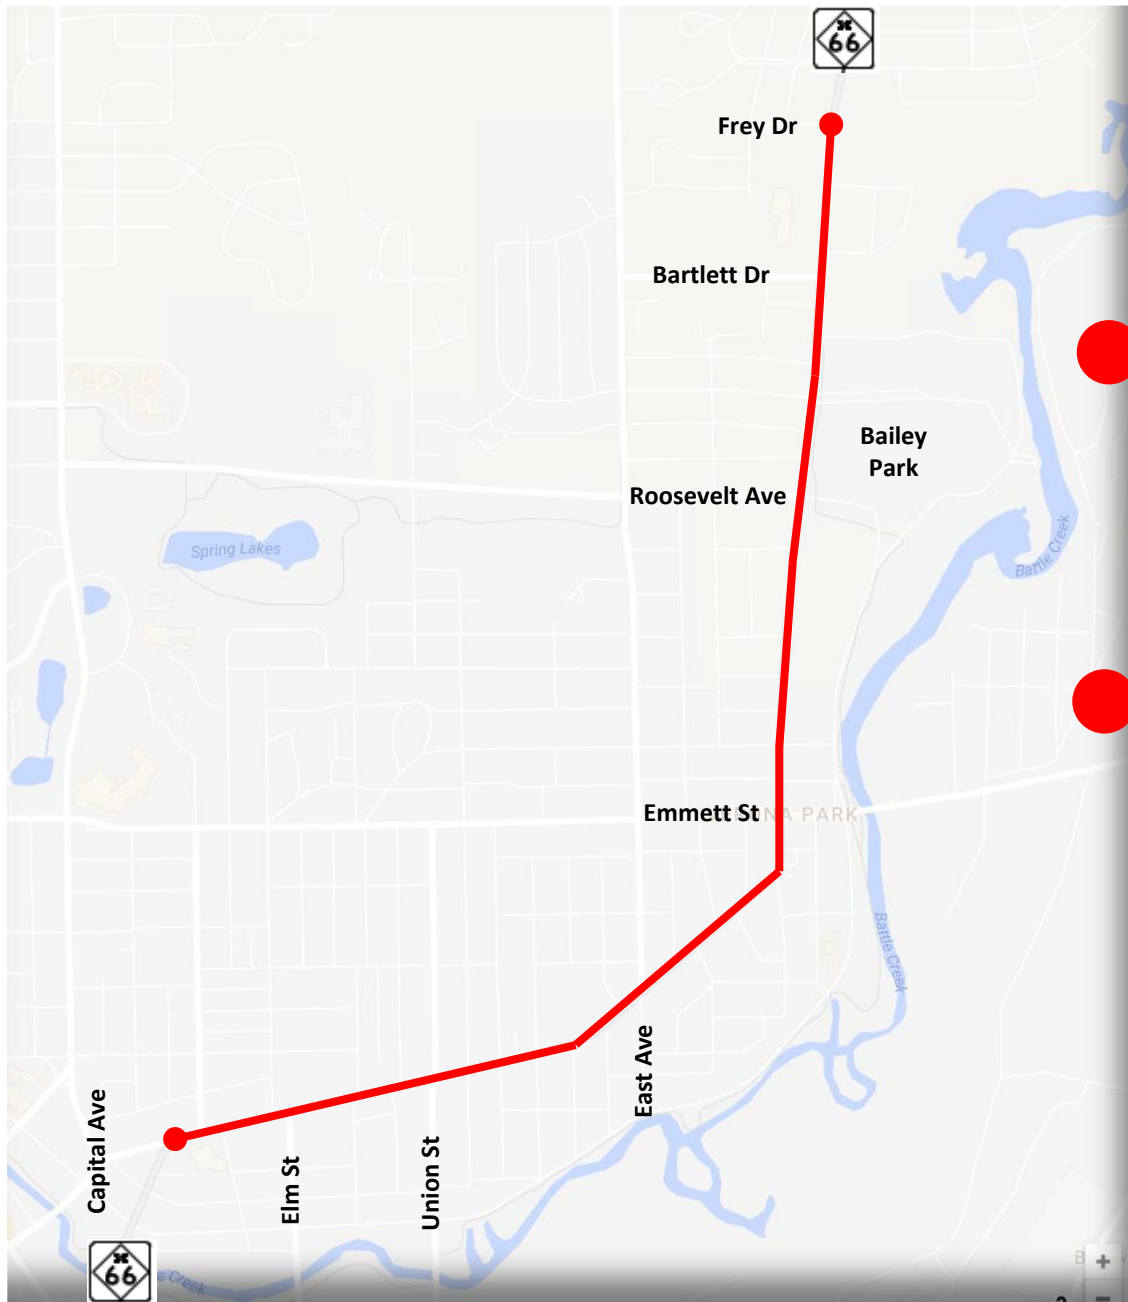 M
66
Frey Dr
Bartlett Dr
Bailey
Park
Roosevelt Ave
Spring Lakes
Battle Creek
Emmett St
NA PARK
Battle Creek
East Ave
Capital Ave
Elm St
Union St
M
66
Creek
+